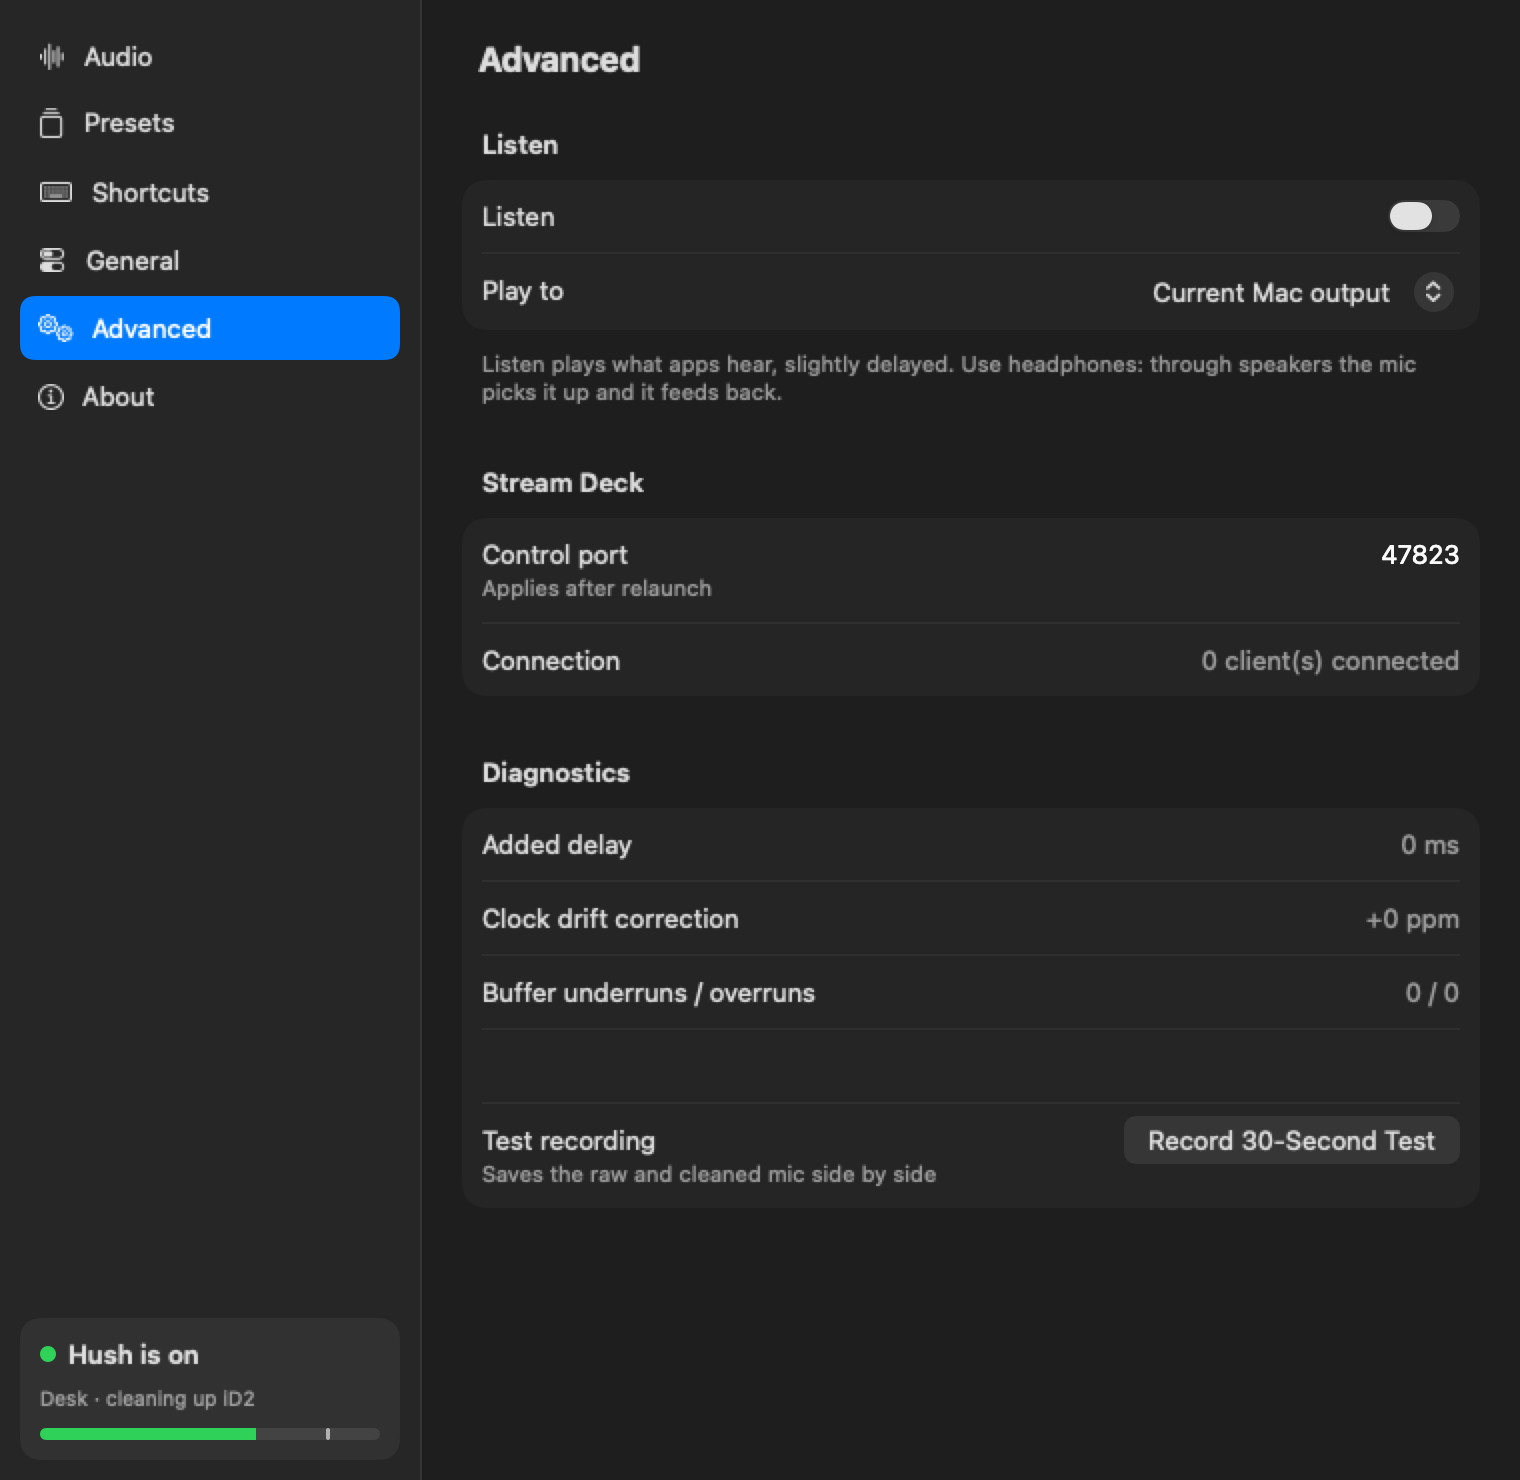 Audio
Presets
Shortcuts
General
Advanced
About
Hush is on
Desk · cleaning up iD2
Advanced
Listen
Listen
Play to
Current Mac output
Listen plays what apps hear, slightly delayed. Use headphones: through speakers the mic
picks it up and it feeds back.
Stream Deck
Control port
47823
Applies after relaunch
Connection
0 client(s) connected
Diagnostics
Added delay
0 ms
Clock drift correction
+0 ppm
Buffer underruns / overruns
0 / 0
Test recording
Record 30-Second Test
Saves the raw and cleaned mic side by side